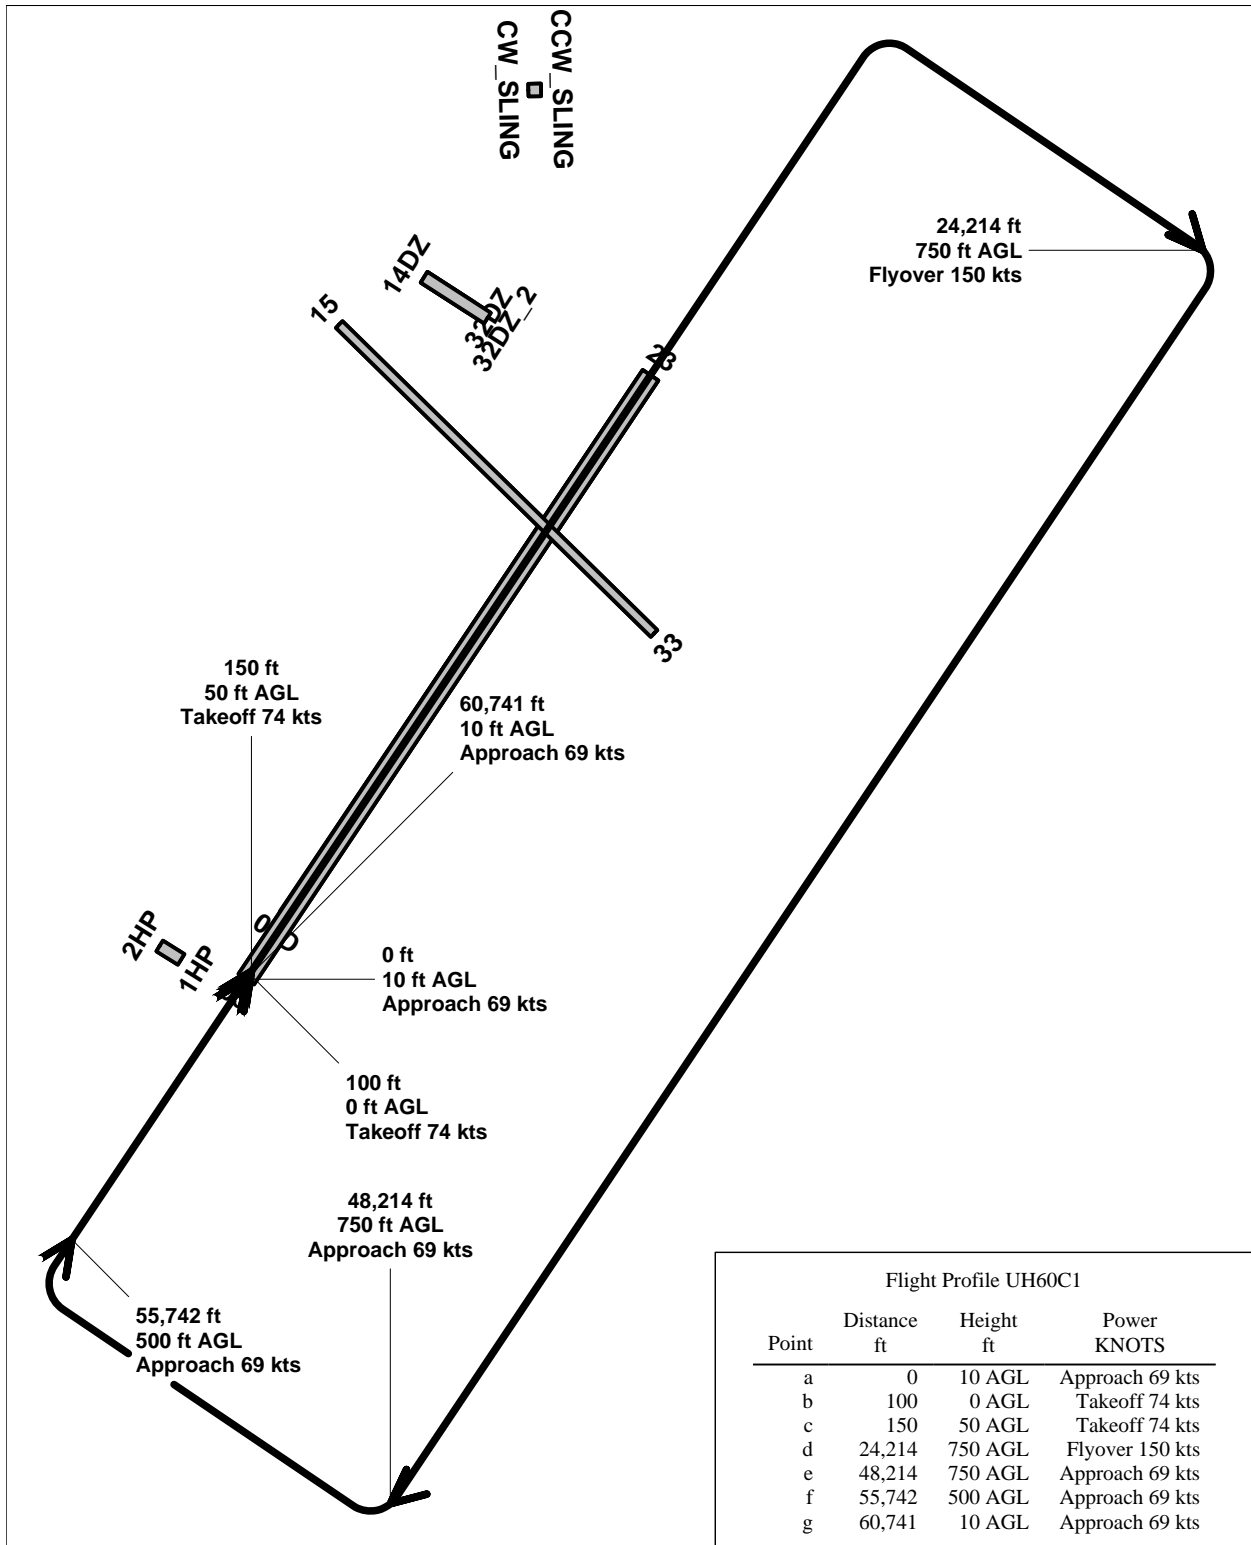 CCW_SLING
CW_SLING
24,214 ft
750 ft AGL
Flyover 150 kts
14DZ
32DZ
32DZ_2
15
23
33
150 ft
50 ft AGL
Takeoff 74 kts
60,741 ft
10 ft AGL
Approach 69 kts
2HP
1HP
0 ft
10 ft AGL
Approach 69 kts
100 ft
0 ft AGL
Takeoff 74 kts
48,214 ft
750 ft AGL
Approach 69 kts
55,742 ft
500 ft AGL
Approach 69 kts
Flight Profile UH60C1
Distance Height Power
Point ft ft KNOTS
a 0 10 AGL Approach 69 kts
b 100 0 AGL Takeoff 74 kts
c 150 50 AGL Takeoff 74 kts
d 24,214 750 AGL Flyover 150 kts
e 48,214 750 AGL Approach 69 kts
f 55,742 500 AGL Approach 69 kts
g 60,741 10 AGL Approach 69 kts